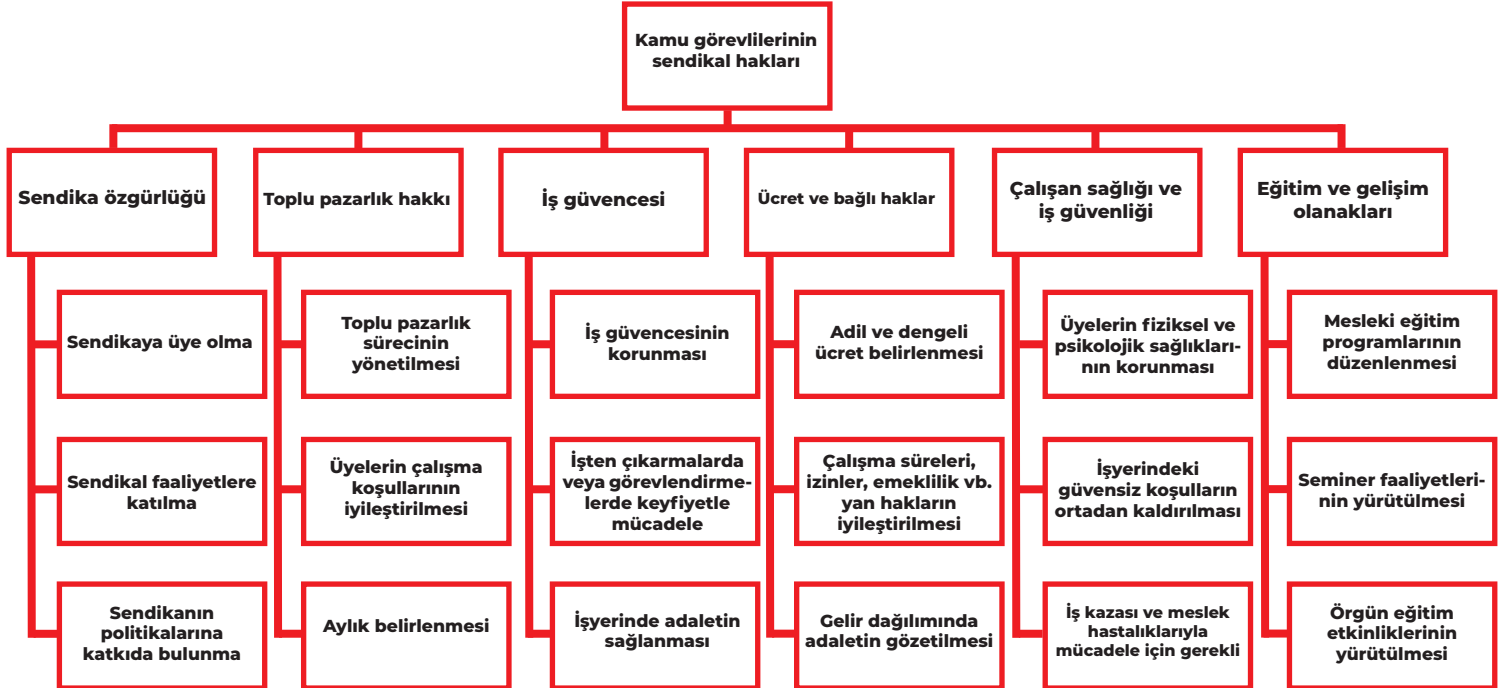 Kamu görevlilerinin
sendikal hakları
Sendika özgürlüğü
Toplu pazarlık hakkı
İş güvencesi
Ücret ve bağlı haklar
Çalışan sağlığı ve
iş güvenliği
Eğitim ve gelişim
olanakları
Sendikaya üye olma
Toplu pazarlık
sürecinin
yönetilmesi
İş güvencesinin
korunması
Adil ve dengeli
ücret belirlenmesi
Üyelerin fiziksel ve
psikolojik sağlıkları-
nın korunması
Mesleki eğitim
programlarının
düzenlenmesi
Sendikal faaliyetlere
katılma
Üyelerin çalışma
koşullarının
iyileştirilmesi
İşten çıkarmalarda
veya görevlendirme-
lerde keyfiyetle
mücadele
Çalışma süreleri,
izinler, emeklilik vb.
yan hakların
iyileştirilmesi
İşyerindeki
güvensiz koşulların
ortadan kaldırılması
Seminer faaliyetleri-
nin yürütülmesi
Sendikanın
politikalarına
katkıda bulunma
Aylık belirlenmesi
İşyerinde adaletin
sağlanması
Gelir dağılımında
adaletin gözetilmesi
İş kazası ve meslek
hastalıklarıyla
mücadele için gerekli
Örgün eğitim
etkinliklerinin
yürütülmesi